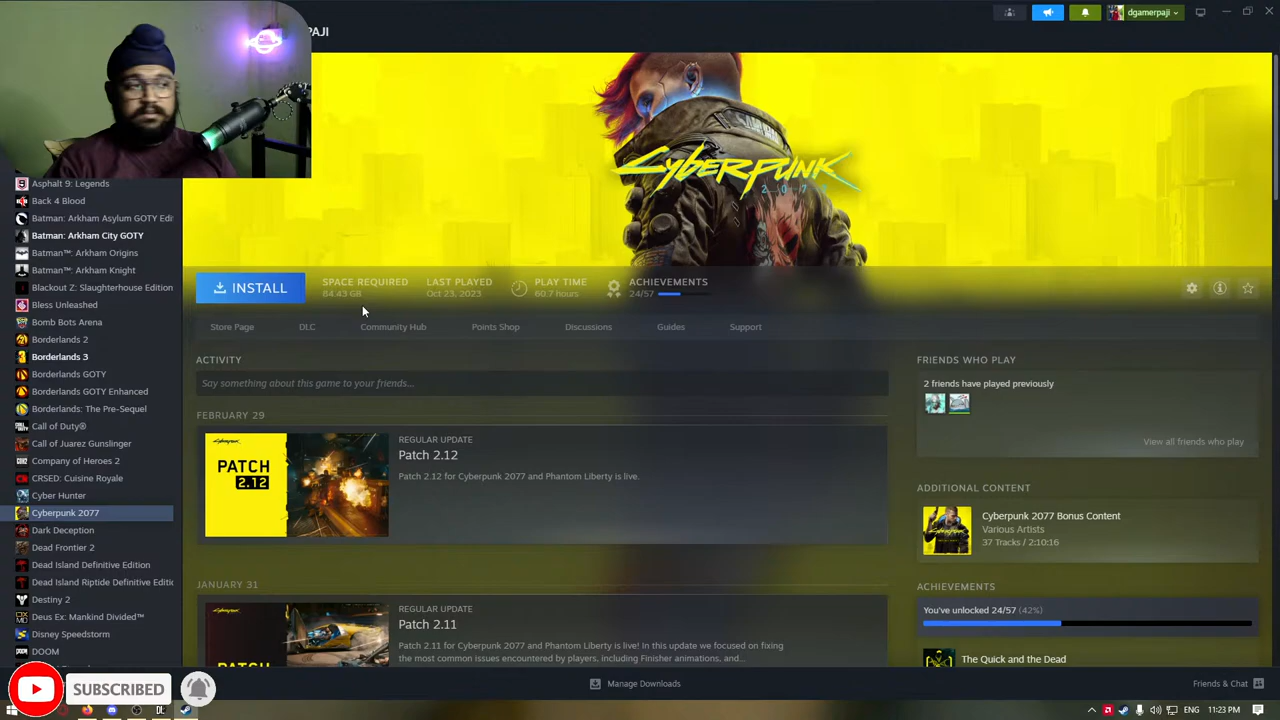 PAJI
dgamerpaji
Cyberpunk
2077
Asphalt 9: Legends
Back 4 Blood
Batman: Arkham Asylum GOTY Edi
Batman: Arkham City GOTY
Batman™: Arkham Origins
Batman™: Arkham Knight
Blackout Z: Slaughterhouse Edition
Bless Unleashed
Bomb Bots Arena
Borderlands 2
Borderlands 3
Borderlands GOTY
Borderlands GOTY Enhanced
Borderlands: The Pre-Sequel
Call of Duty®
Call of Juarez Gunslinger
Company of Heroes 2
CRSED: Cuisine Royale
Cyber Hunter
Cyberpunk 2077
Dark Deception
Dead Frontier 2
Dead Island Definitive Edition
Dead Island Riptide Definitive Editic
Destiny 2
Deus Ex: Mankind Divided™
Disney Speedstorm
DOOM
INSTALL
SPACE REQUIRED
84.43 GB
LAST PLAYED
Oct 23, 2023
PLAY TIME
60.7 hours
ACHIEVEMENTS
24/57
Store Page DLC Community Hub Points Shop Discussions Guides Support
ACTIVITY
Say something about this game to your friends...
FEBRUARY 29
PATCH
2.12
REGULAR UPDATE
Patch 2.12
Patch 2.12 for Cyberpunk 2077 and Phantom Liberty is live.
JANUARY 31
REGULAR UPDATE
Patch 2.11
Patch 2.11 for Cyberpunk 2077 and Phantom Liberty is live! In this update we focused on fixing
the most common issues encountered by players, including Finisher animations, and...
FRIENDS WHO PLAY
2 friends have played previously
View all friends who play
ADDITIONAL CONTENT
Cyberpunk 2077 Bonus Content
Various Artists
37 Tracks / 2:10:16
ACHIEVEMENTS
You've unlocked 24/57 (42%)
The Quick and the Dead
SUBSCRIBED
Manage Downloads
Friends & Chat
ENG
11:23 PM